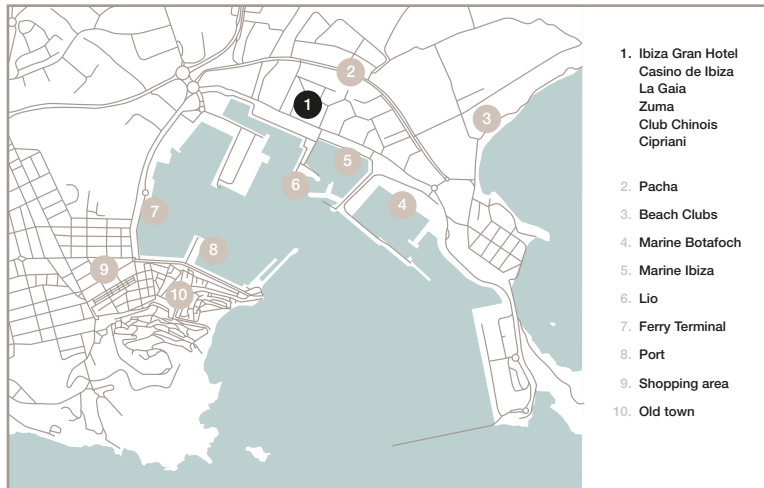 2
1
3
5
6
4
7
8
9
10
1. Ibiza Gran Hotel
Casino de Ibiza
La Gaia
Zuma
Club Chinois
Cipriani
2. Pacha
3. Beach Clubs
4. Marine Botafoch
5. Marine Ibiza
6. Lio
7. Ferry Terminal
8. Port
9. Shopping area
10. Old town